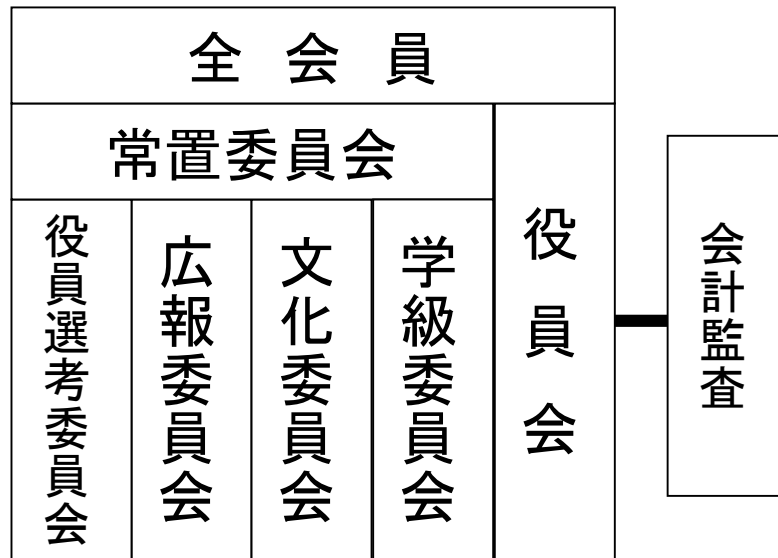 全会員
常置委員会
役員会
会計監査
学級委員会
文化委員会
広報委員会
役員選考委員会